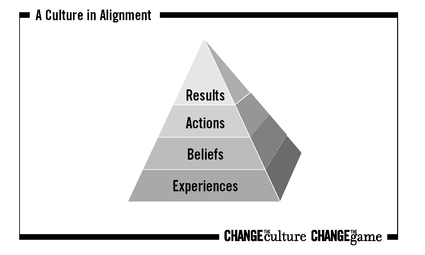 A Culture in Alignment
Results
Actions
Beliefs
Experiences
CHANGE THE culture CHANGE THE game